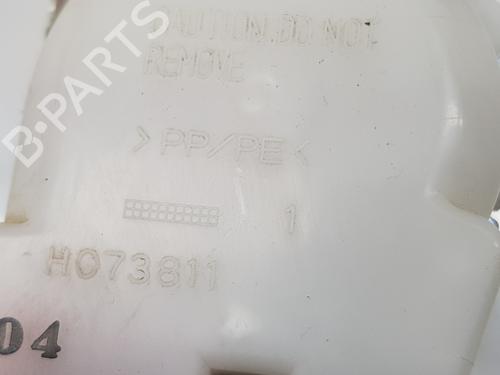 CAUTION.DO NOT
REMOVE
>PP/PE<
1
HC73811
04
B-PARTS